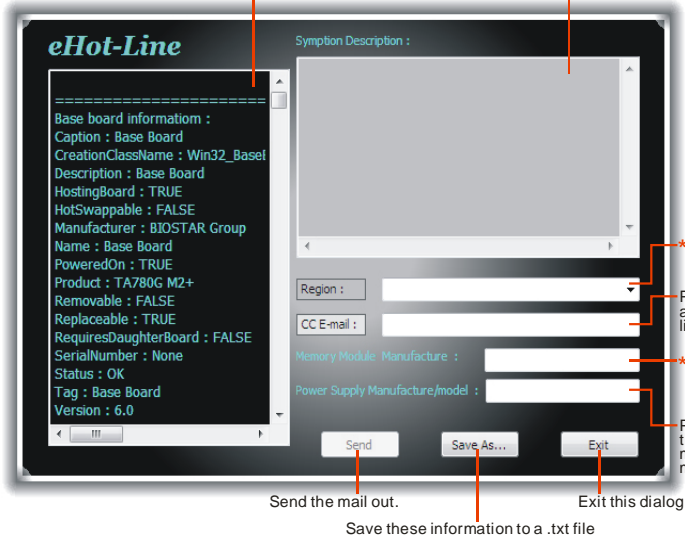 eHot-Line
Symption Description :
=======================
Base board informatiom :
Caption : Base Board
CreationClassName : Win32_Basel
Description : Base Board
HostingBoard : TRUE
HotSwappable : FALSE
Manufacturer : BIOSTAR Group
Name : Base Board
PoweredOn : TRUE
Product : TA780G M2+
Removable : FALSE
Replaceable : TRUE
RequiresDaughterBoard : FALSE
SerialNumber : None
Status : OK
Tag : Base Board
Version : 6.0
*
Region :
CC E-mail :
Memory Module Manufacture :
*
Power Supply Manufacture/model :
Send
Save As...
Exit
Send the mail out.
Exit this dialog
Save these information to a .txt file